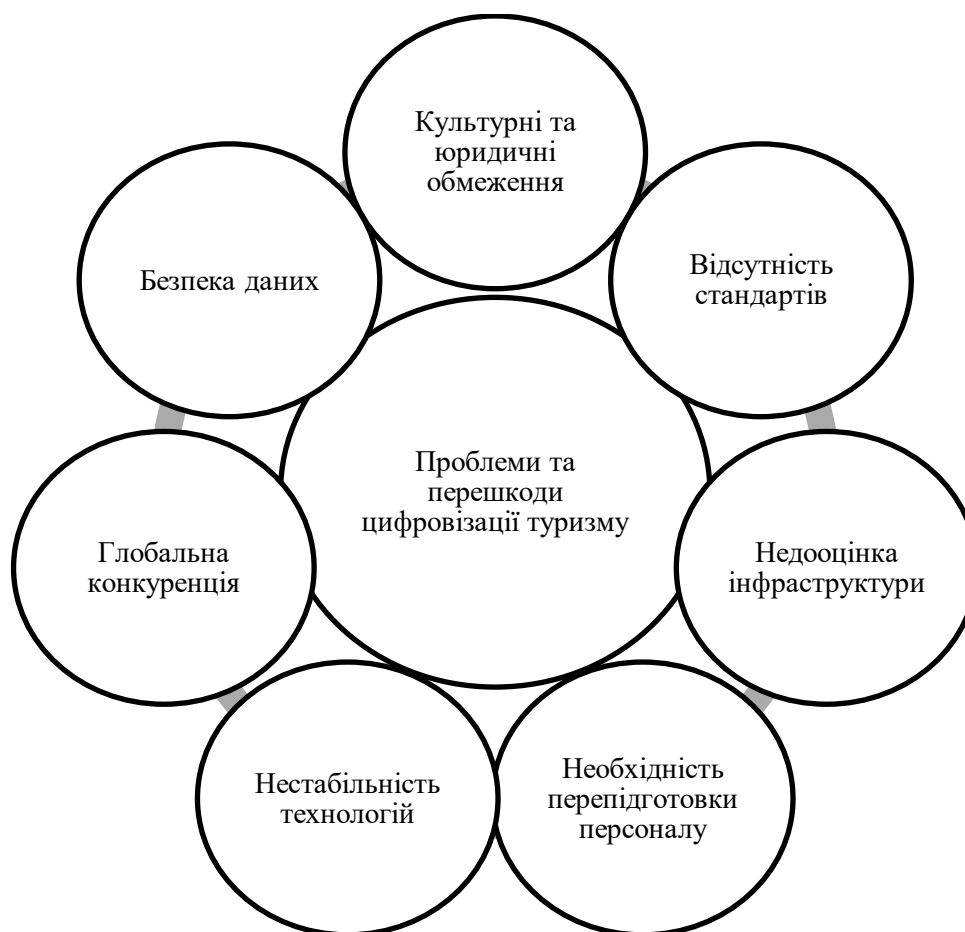 Культурні та
юридичні
обмеження
Відсутність
стандартів
Безпека даних
Проблеми та
перешкоди
цифровізації туризму
Недооцінка
інфраструктури
Глобальна
конкуренція
Необхідність
перепідготовки
персоналу
Нестабільність
технологій